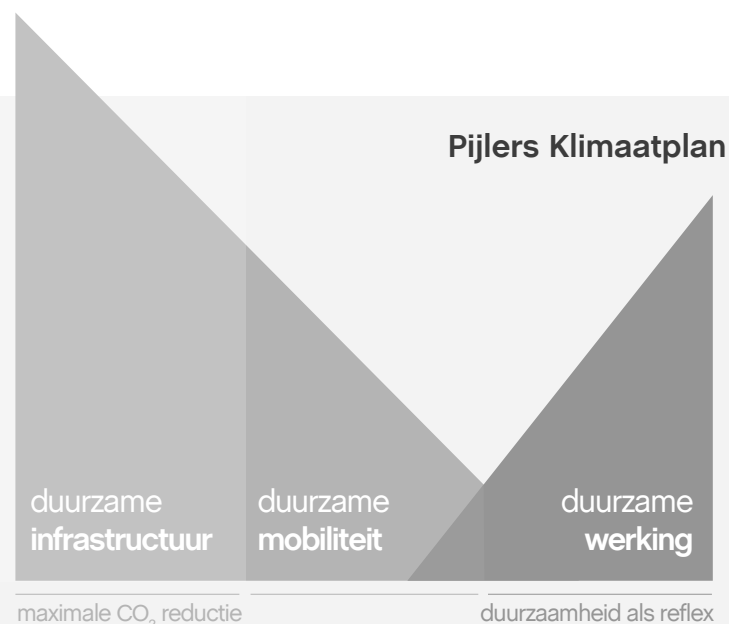 Pijlers Klimaatplan
duurzame
infrastructuur
duurzame
mobiliteit
duurzame
werking
maximale CO₂ reductie
duurzaamheid als reflex